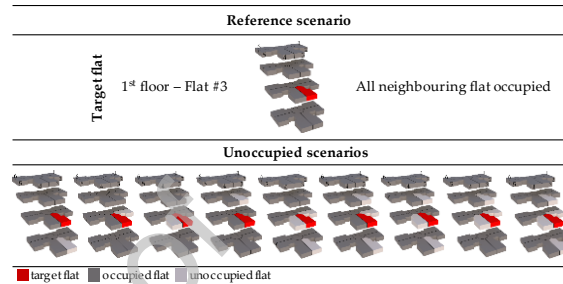 Reference scenario
Target flat
1st floor – Flat #3
All neighbouring flat occupied
Unoccupied scenarios
target flat occupied flat unoccupied flat